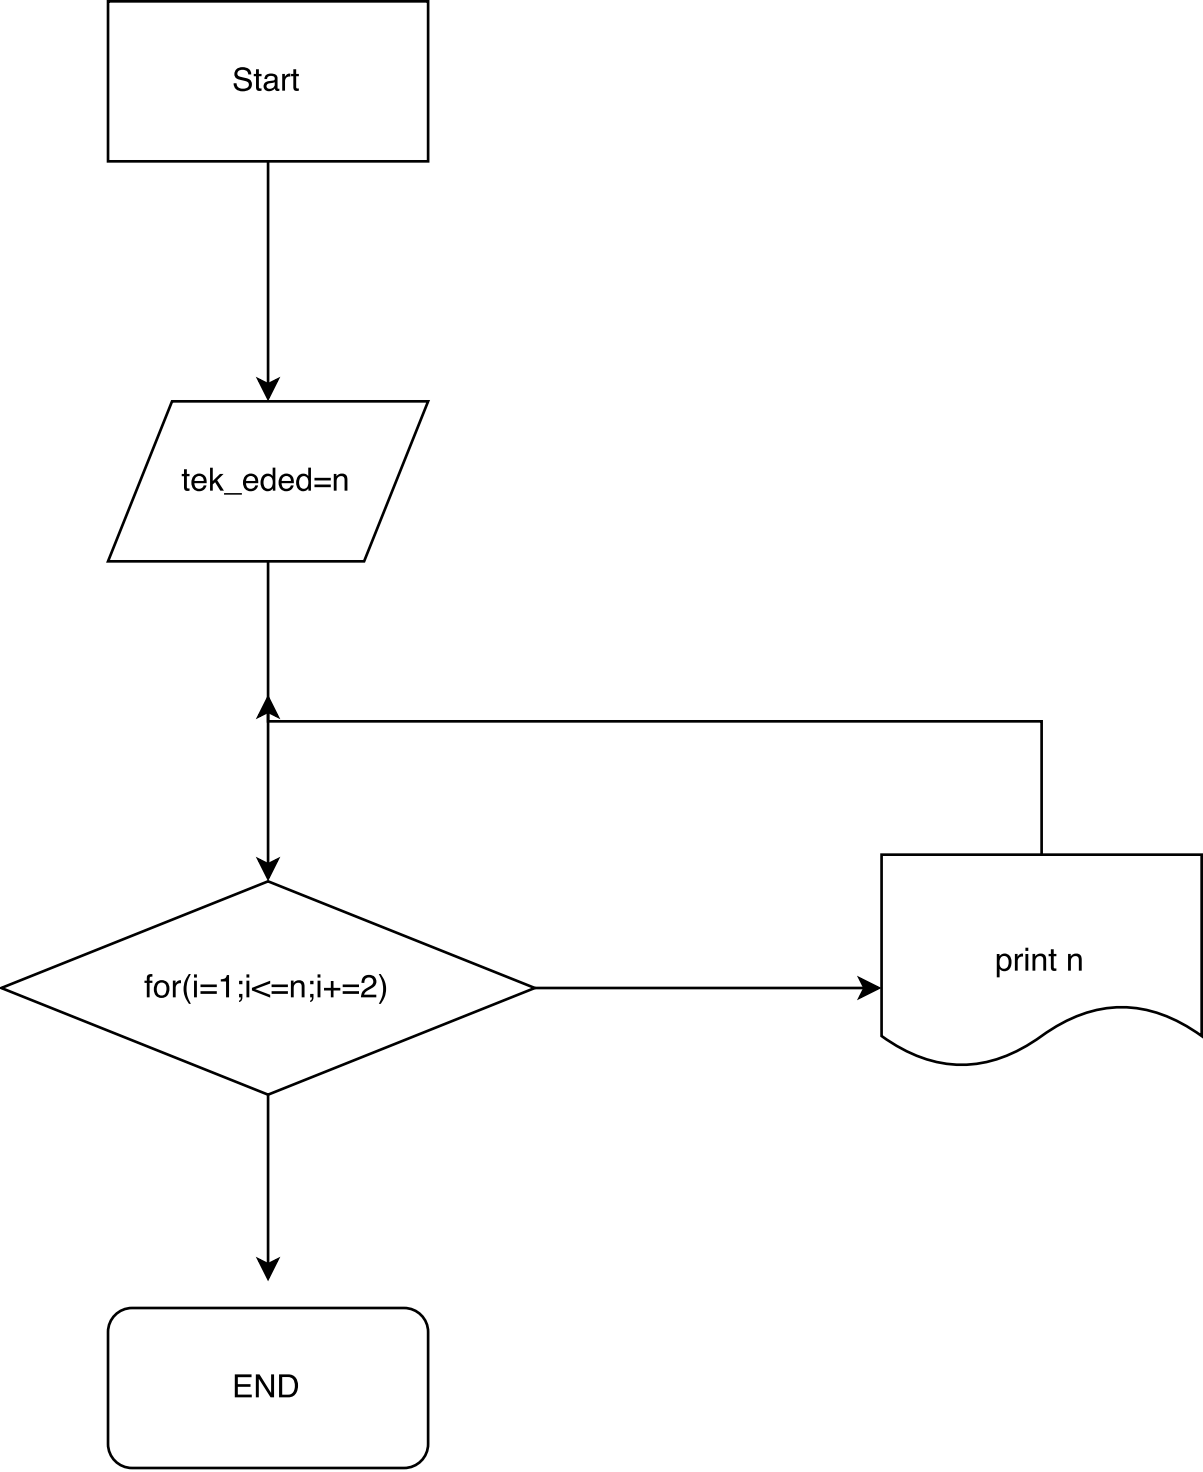 Start
tek_eded=n
for(i=1;i<=n;i+=2)
print n
END